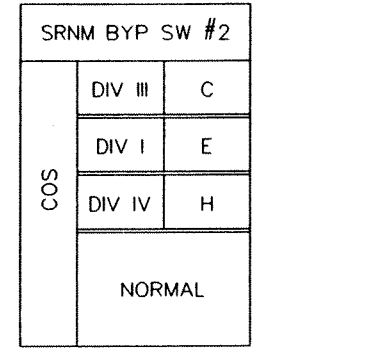 SRNM BYP SW #2
COS
DIV III C
DIV I E
DIV IV H
NORMAL